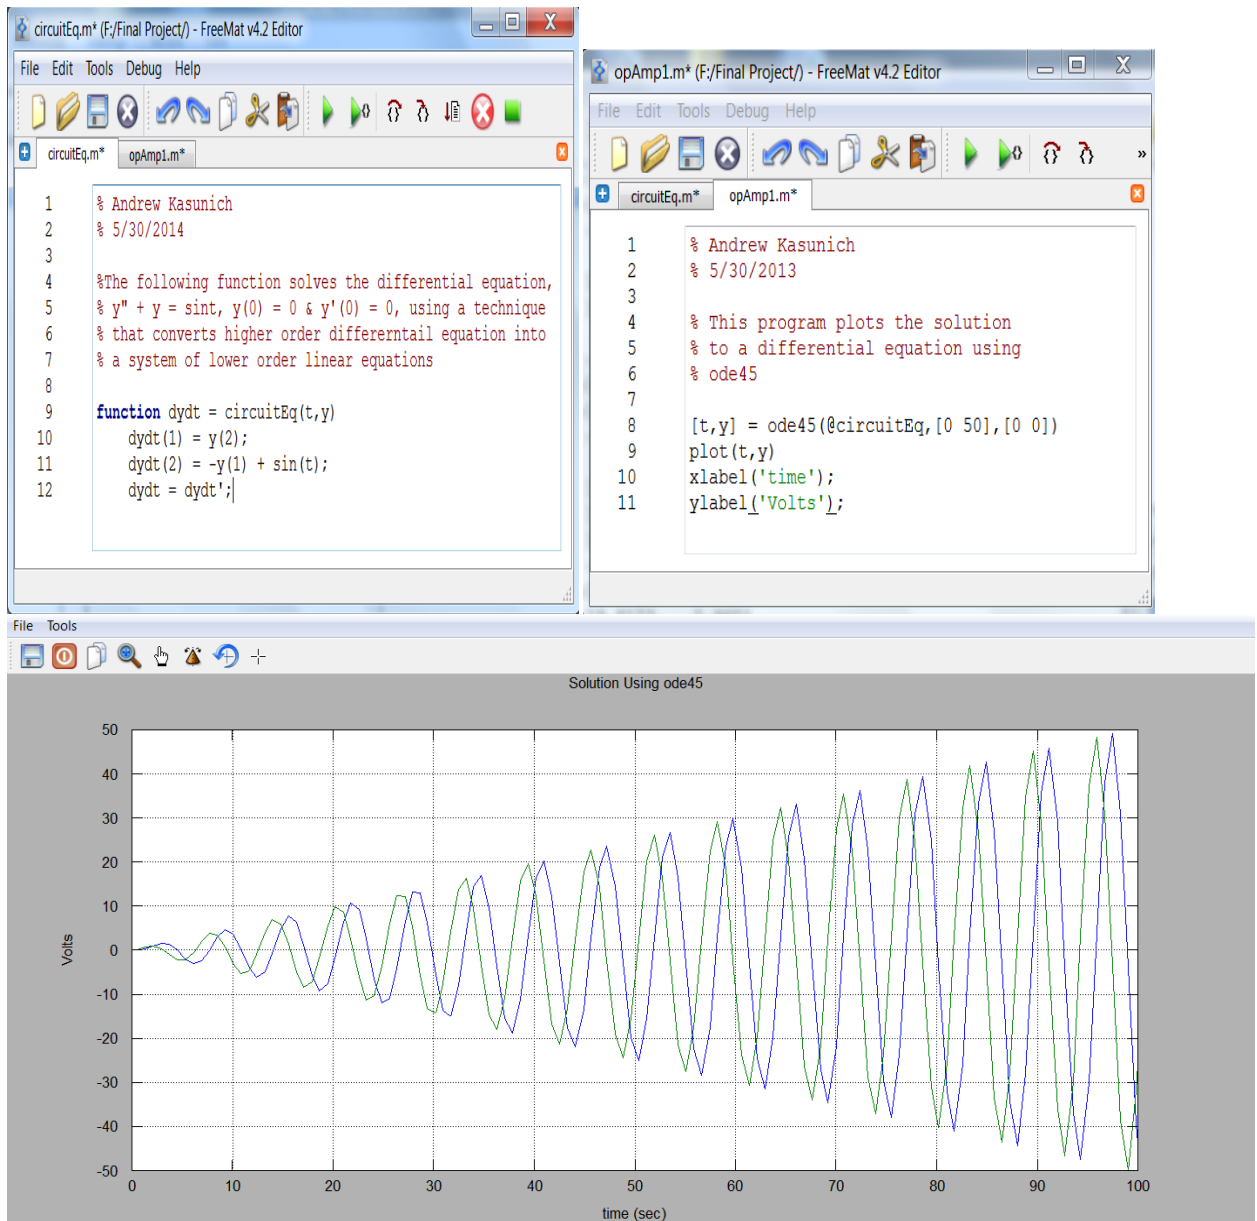 circuitEq.m* (F:/Final Project/) - FreeMat v4.2 Editor
File Edit Tools Debug Help
circuitEq.m* opAmp1.m*
1 % Andrew Kasunich
2 % 5/30/2014
3
4 %The following function solves the differential equation,
5 % y" + y = sint, y(0) = 0 & y'(0) = 0, using a technique
6 % that converts higher order differerntail equation into
7 % a system of lower order linear equations
8
9 function dydt = circuitEq(t,y)
10 dydt(1) = y(2);
11 dydt(2) = -y(1) + sin(t);
12 dydt = dydt';
opAmp1.m* (F:/Final Project/) - FreeMat v4.2 Editor
File Edit Tools Debug Help
»
circuitEq.m* opAmp1.m*
1 % Andrew Kasunich
2 % 5/30/2013
3
4 % This program plots the solution
5 % to a differential equation using
6 % ode45
7
8 [t,y] = ode45(@circuitEq,[0 50],[0 0])
9 plot(t,y)
10 xlabel('time');
11 ylabel('Volts');
File Tools
Solution Using ode45
50
40
30
20
10
0
-10
-20
-30
-40
-50
Volts
0 10 20 30 40 50 60 70 80 90 100
time (sec)